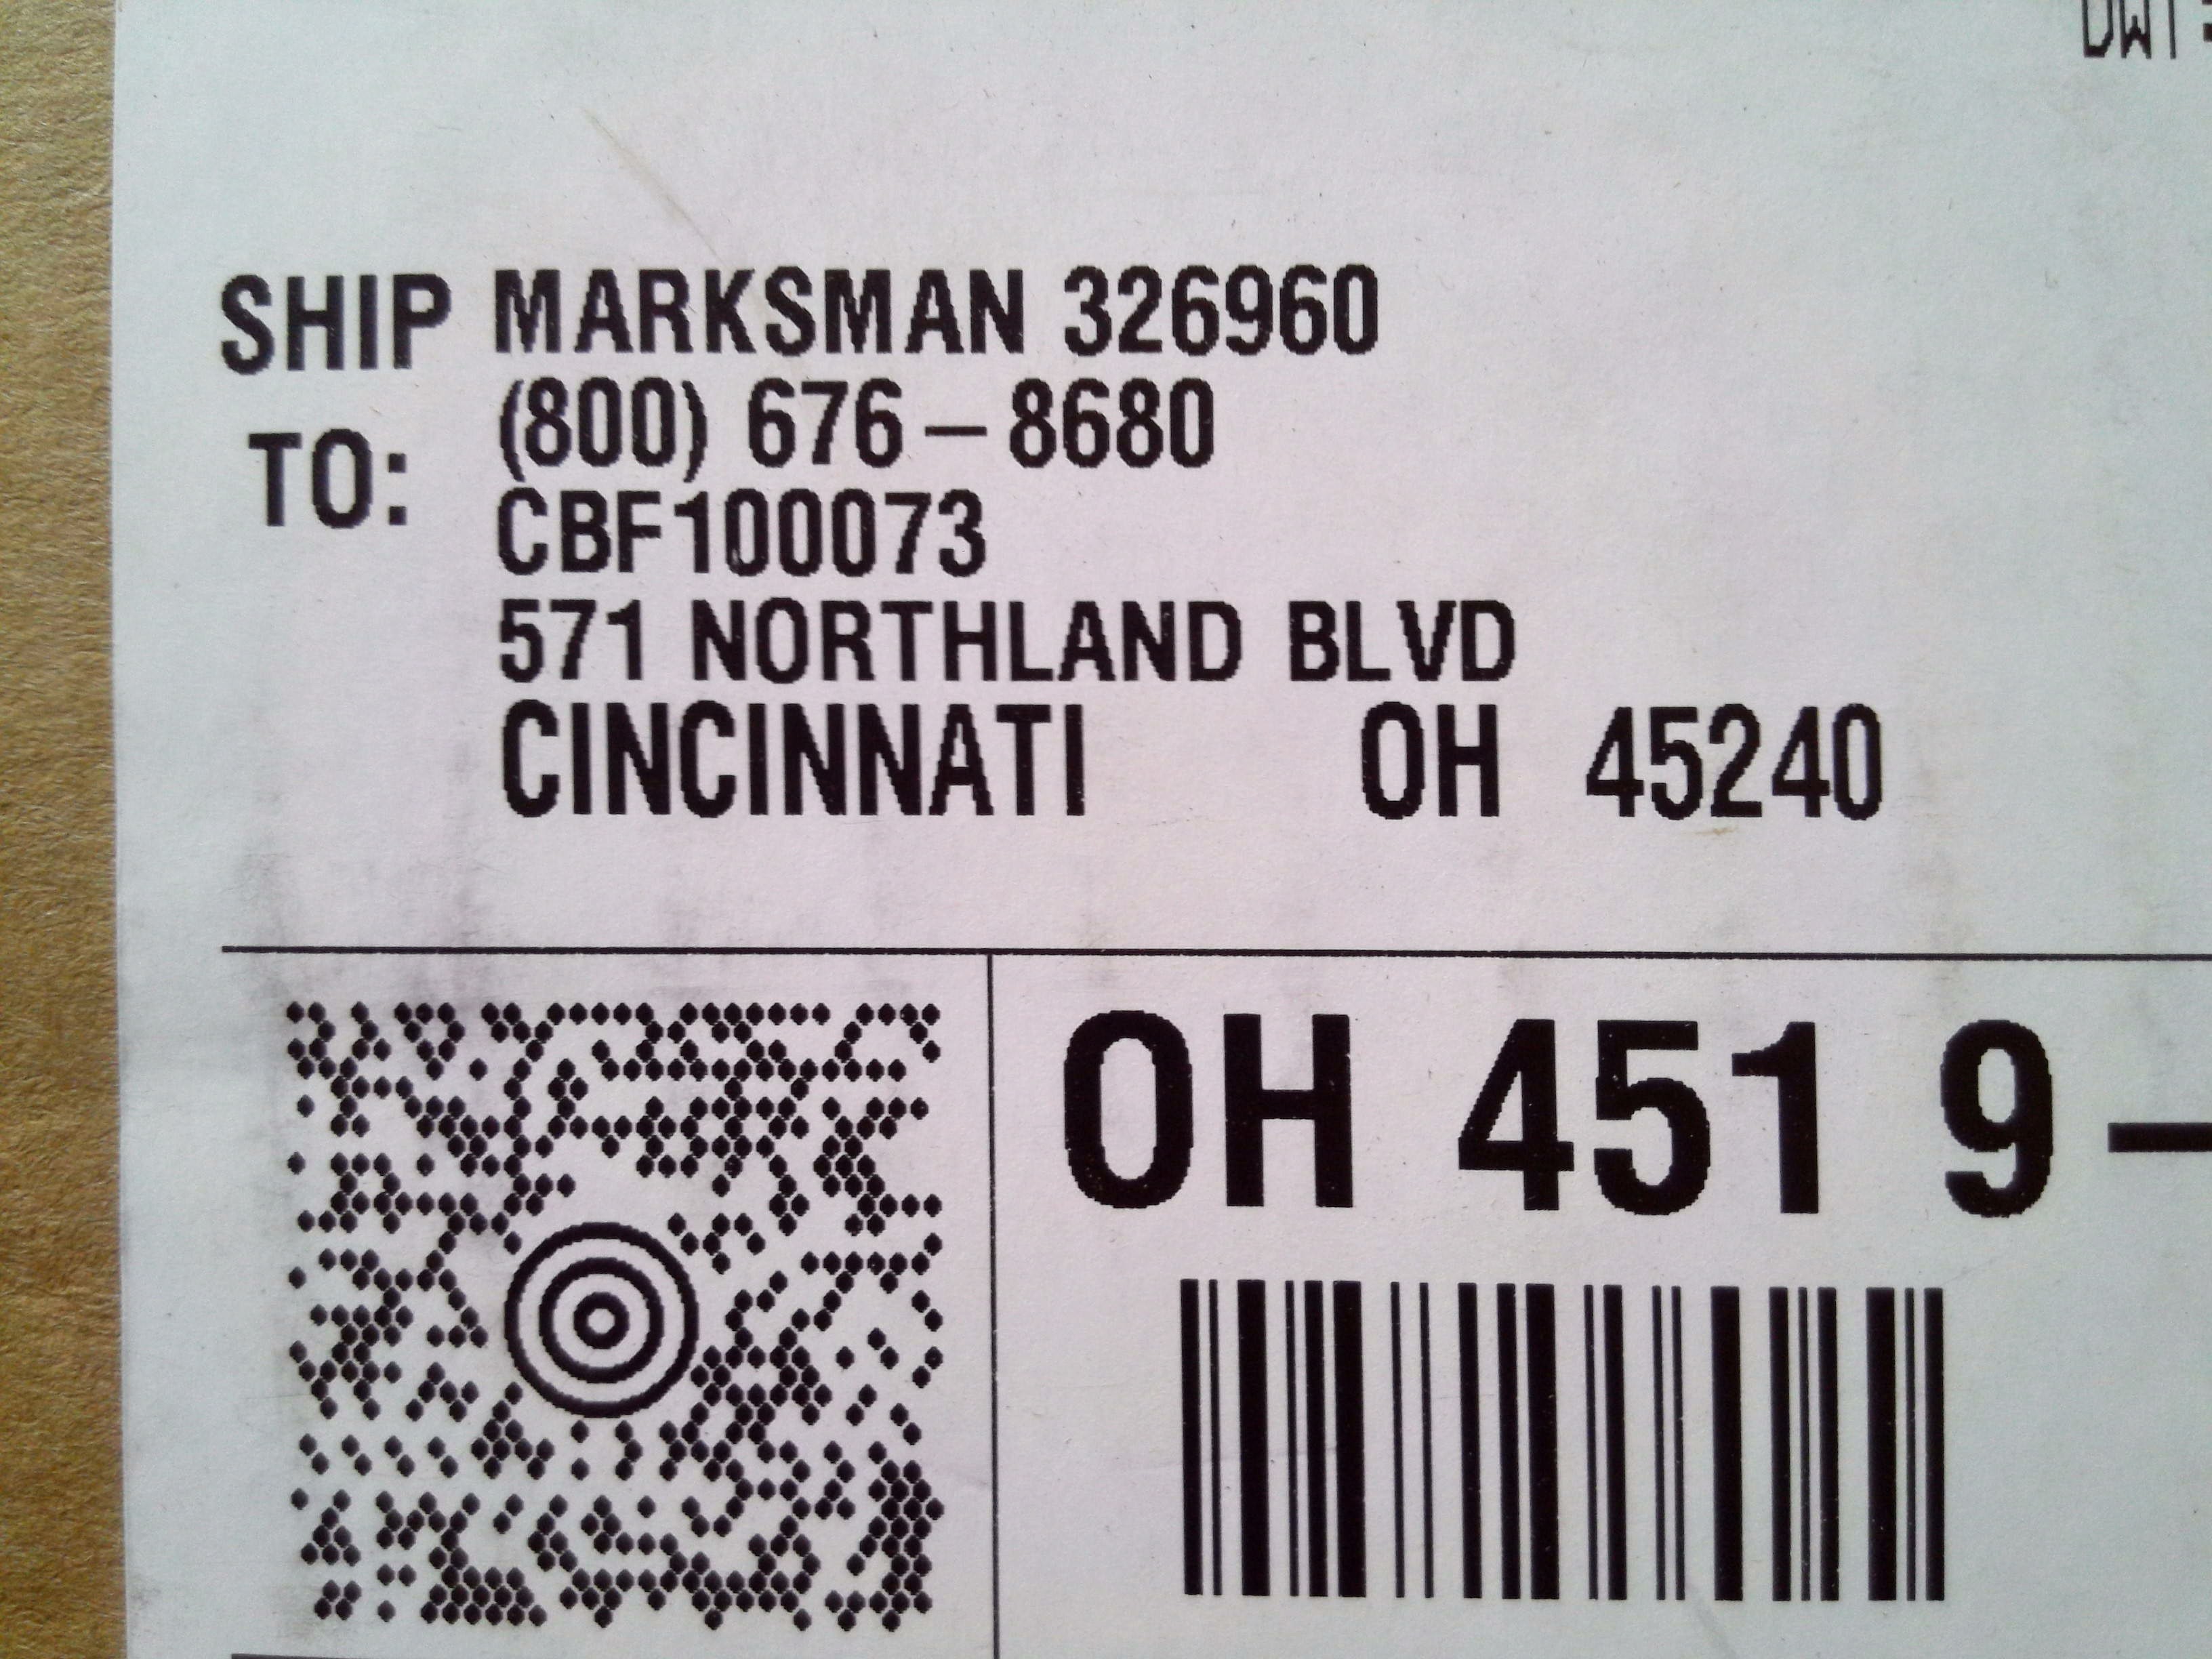 SHIP TO: MARKSMAN 326960
(800) 676-8680
CBF100073
571 NORTHLAND BLVD
CINCINNATI OH 45240
OH 451 9-